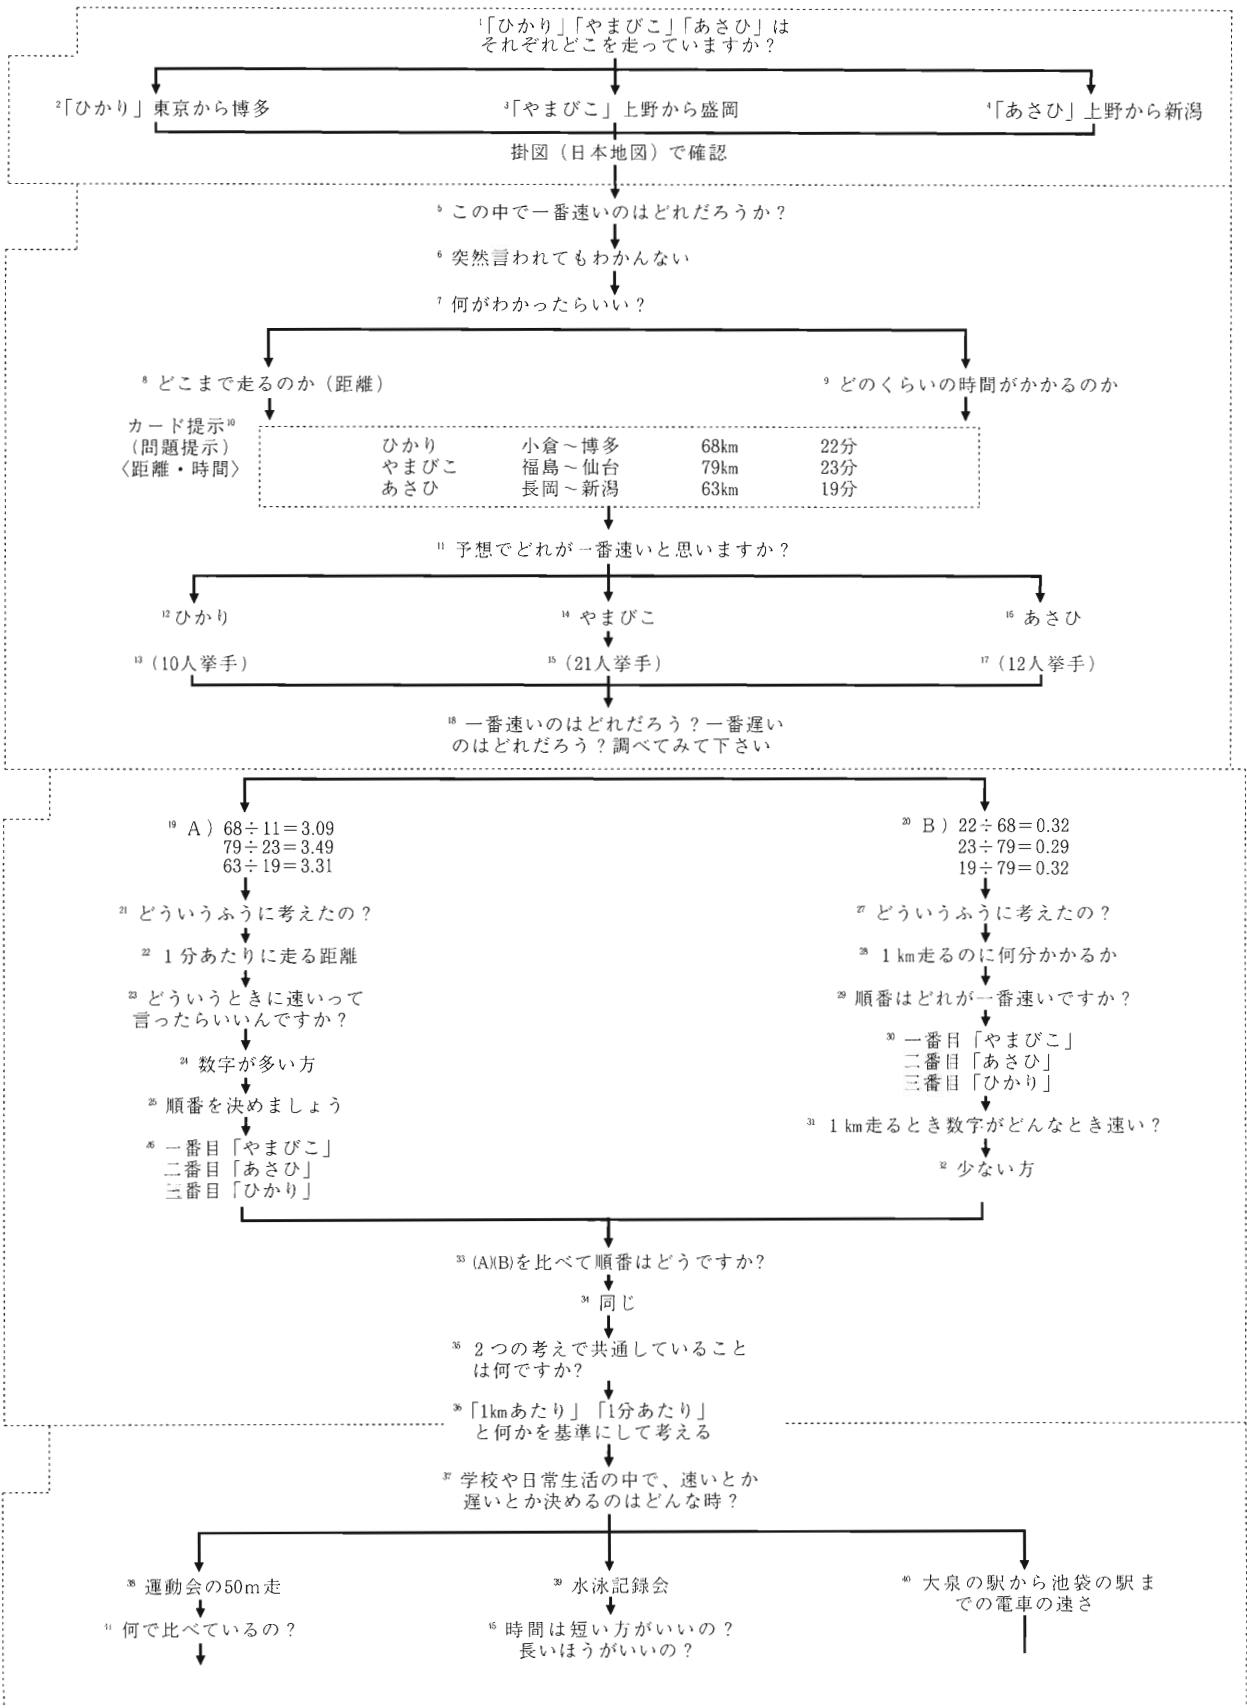 1「ひかり」「やまびこ」「あさひ」は
それぞれどこを走っていますか？
2「ひかり」東京から博多
3「やまびこ」上野から盛岡
4「あさひ」上野から新潟
掛図（日本地図）で確認
5 この中で一番速いのはどれだろうか？
6 突然言われてもわかんない
7 何がわかったらいい？
8 どこまで走るのか（距離）
9 どのくらいの時間がかかるのか
カード提示10
（問題提示）
〈距離・時間〉
ひかり 小倉～博多 68km 22分
やまびこ 福島～仙台 79km 23分
あさひ 長岡～新潟 63km 19分
11 予想でどれが一番速いと思いますか？
12 ひかり
14 やまびこ
16 あさひ
13（10人挙手）
15（21人挙手）
17（12人挙手）
18 一番速いのはどれだろう？一番遅い
のはどれだろう？調べてみて下さい
19 A）68÷11＝3.09
79÷23＝3.49
63÷19＝3.31
21 どういうふうに考えたの？
22 1分あたりに走る距離
23 どういうときに速いって
言ったらいいんですか？
24 数字が多い方
25 順番を決めましょう
26 一番目「やまびこ」
二番目「あさひ」
三番目「ひかり」
20 B）22÷68＝0.32
23÷79＝0.29
19÷79＝0.32
27 どういうふうに考えたの？
28 1km走るのに何分かかるか
29 順番はどれが一番速いですか？
30 一番目「やまびこ」
二番目「あさひ」
三番目「ひかり」
31 1km走るとき数字がどんなとき速い？
32 少ない方
33 (A)(B)を比べて順番はどうですか?
34 同じ
35 2つの考えで共通していること
は何ですか?
36「1kmあたり」「1分あたり」
と何かを基準にして考える
37 学校や日常生活の中で、速いとか
遅いとか決めるのはどんな時？
38 運動会の50m走
39 水泳記録会
40 大泉の駅から池袋の駅ま
での電車の速さ
41 何で比べているの？
45 時間は短い方がいいの？
長いほうがいいの？